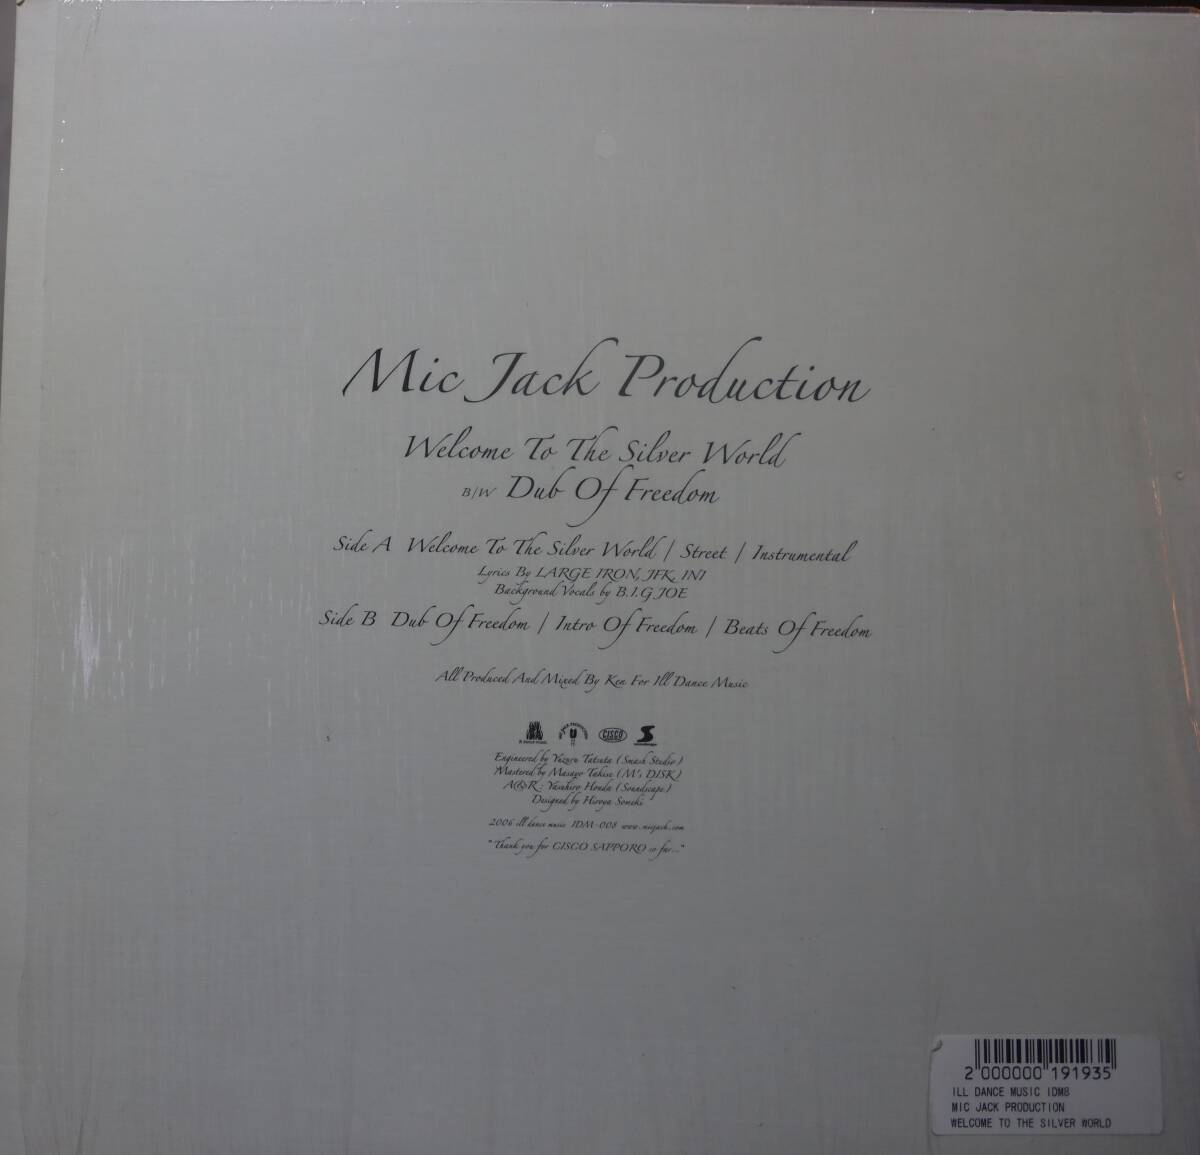 Mic Jack Production
Welcome To The Silver World
B/W Dub Of Freedom
Side A Welcome To The Silver World / Street / Instrumental
Lyrics By LARGE IRON, JFK, INI
Background Vocals by B.I.G JOE
Side B Dub Of Freedom / Intro Of Freedom / Beats Of Freedom
All Produced And Mixed By Ken For Ill Dance Music
CISCO
Engineered by Yuzuru Tatsuta (Smash Studio)
Mastered by Masayo Takise (M's DISK)
A&R : Yasuhiro Honda (Soundscape)
Designed by Hiroya Someki
2006 ill dance music IDM-008 www.micjack.com
"Thank you for CISCO SAPPORO so far..."
2 000000 191935
ILL DANCE MUSIC IDM8
MIC JACK PRODUCTION
WELCOME TO THE SILVER WORLD